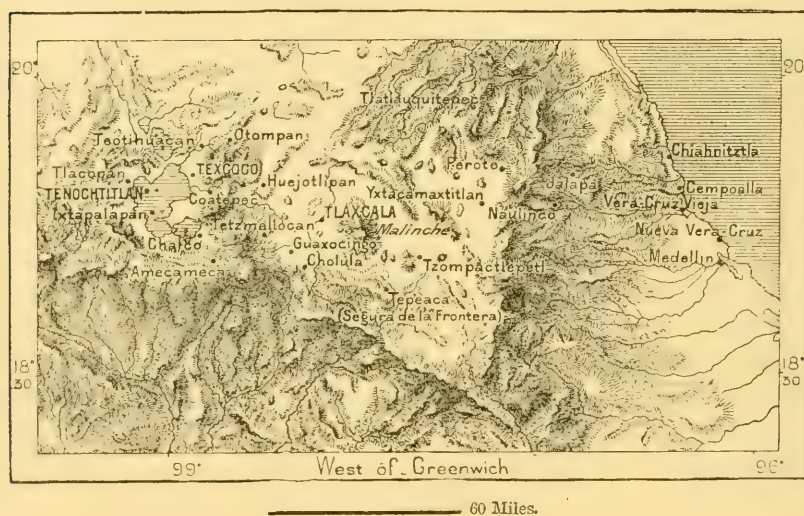 20°
20°
Tlatlauquitepec
Teotihuacan
Otompan
Chiahnitztla
Tlacopan
TEXCOCO
Huejotlipan
Peroto
Jalapa
Cempoalla
TENOCHTITLAN
Coatepec
Yxtacamaxtitlan
Vera-Cruz Vieja
Ixtapalapan
TLAXCALA
Naulinco
Tetzmallocan
Malinche
Nueva Vera-Cruz
Chalco
Guaxocingo
Medellin
Amecameca
Cholula
Tzompactlepetl
Tepeaca
(Segura de la Frontera)
18°
30
18°
30
99°
West of Greenwich
96°
60 Miles.